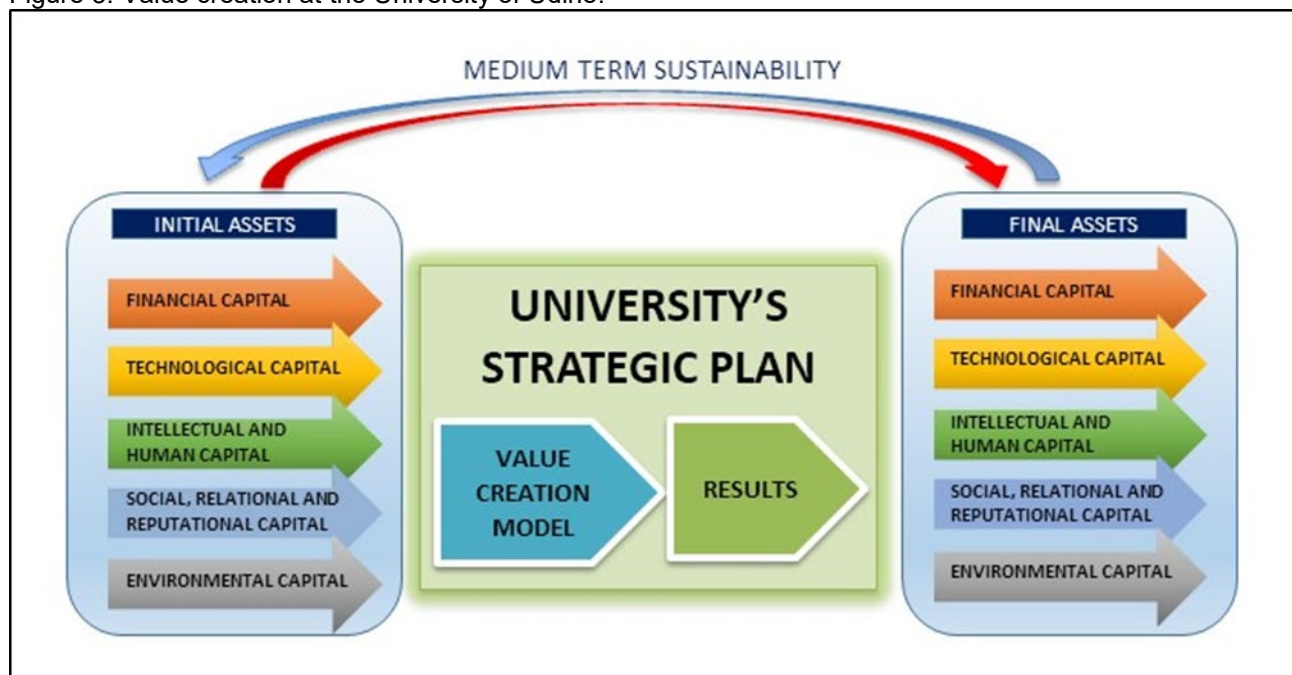 Figure Value creation at the University of Udine.
MEDIUM TERM SUSTAINABILITY
INITIAL ASSETS
FINANCIAL CAPITAL
TECHNOLOGICAL CAPITAL
INTELLECTUAL AND
HUMAN CAPITAL
SOCIAL, RELATIONAL AND
REPUTATIONAL CAPITAL
ENVIRONMENTAL CAPITAL
UNIVERSITY’S
STRATEGIC PLAN
VALUE
CREATION
MODEL
RESULTS
FINAL ASSETS
FINANCIAL CAPITAL
TECHNOLOGICAL CAPITAL
INTELLECTUAL AND
HUMAN CAPITAL
SOCIAL, RELATIONAL AND
REPUTATIONAL CAPITAL
ENVIRONMENTAL CAPITAL